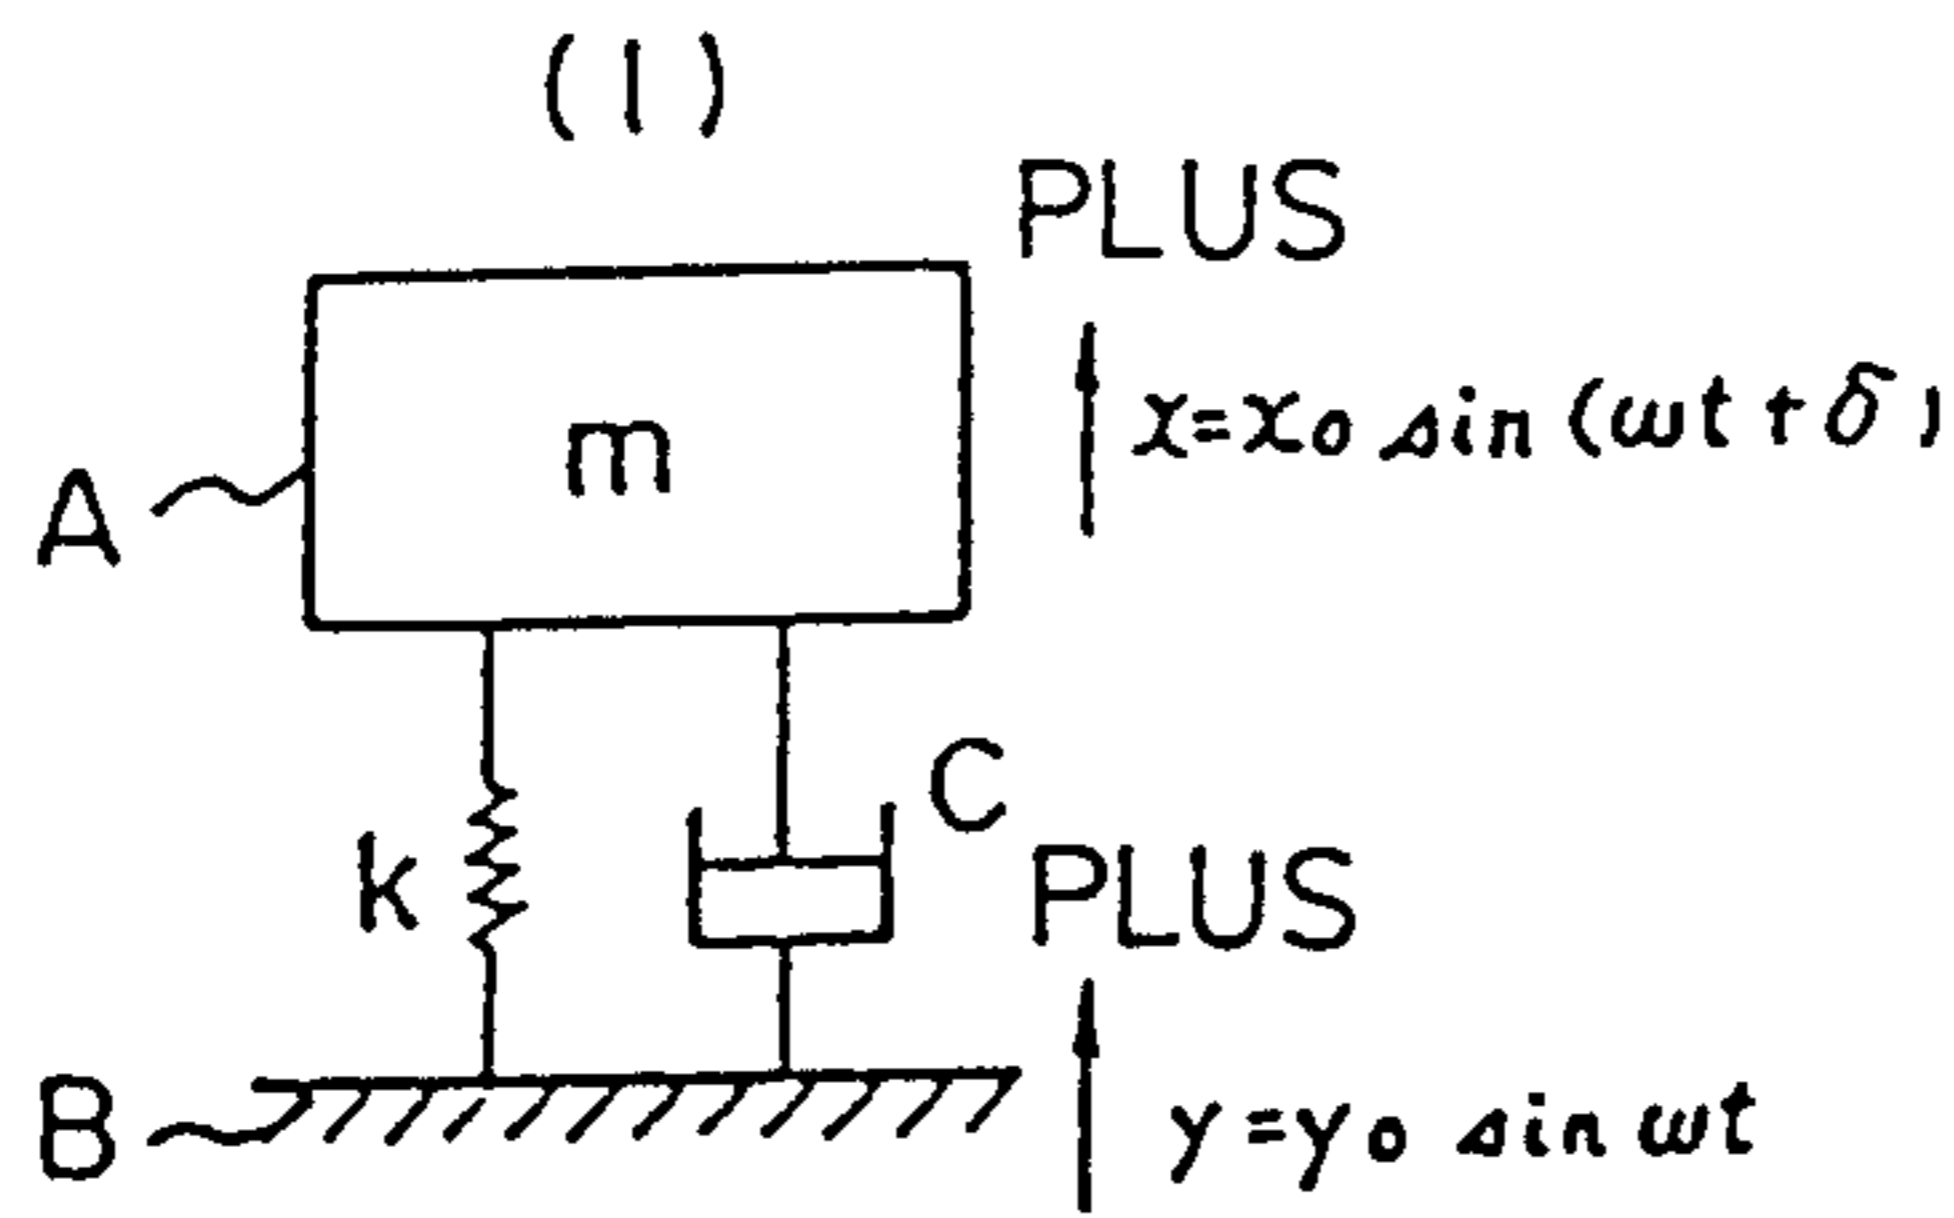 (1)
PLUS
x=x₀ sin (ωt+δ)
m
A
C
k
PLUS
B
y=y₀ sin ωt